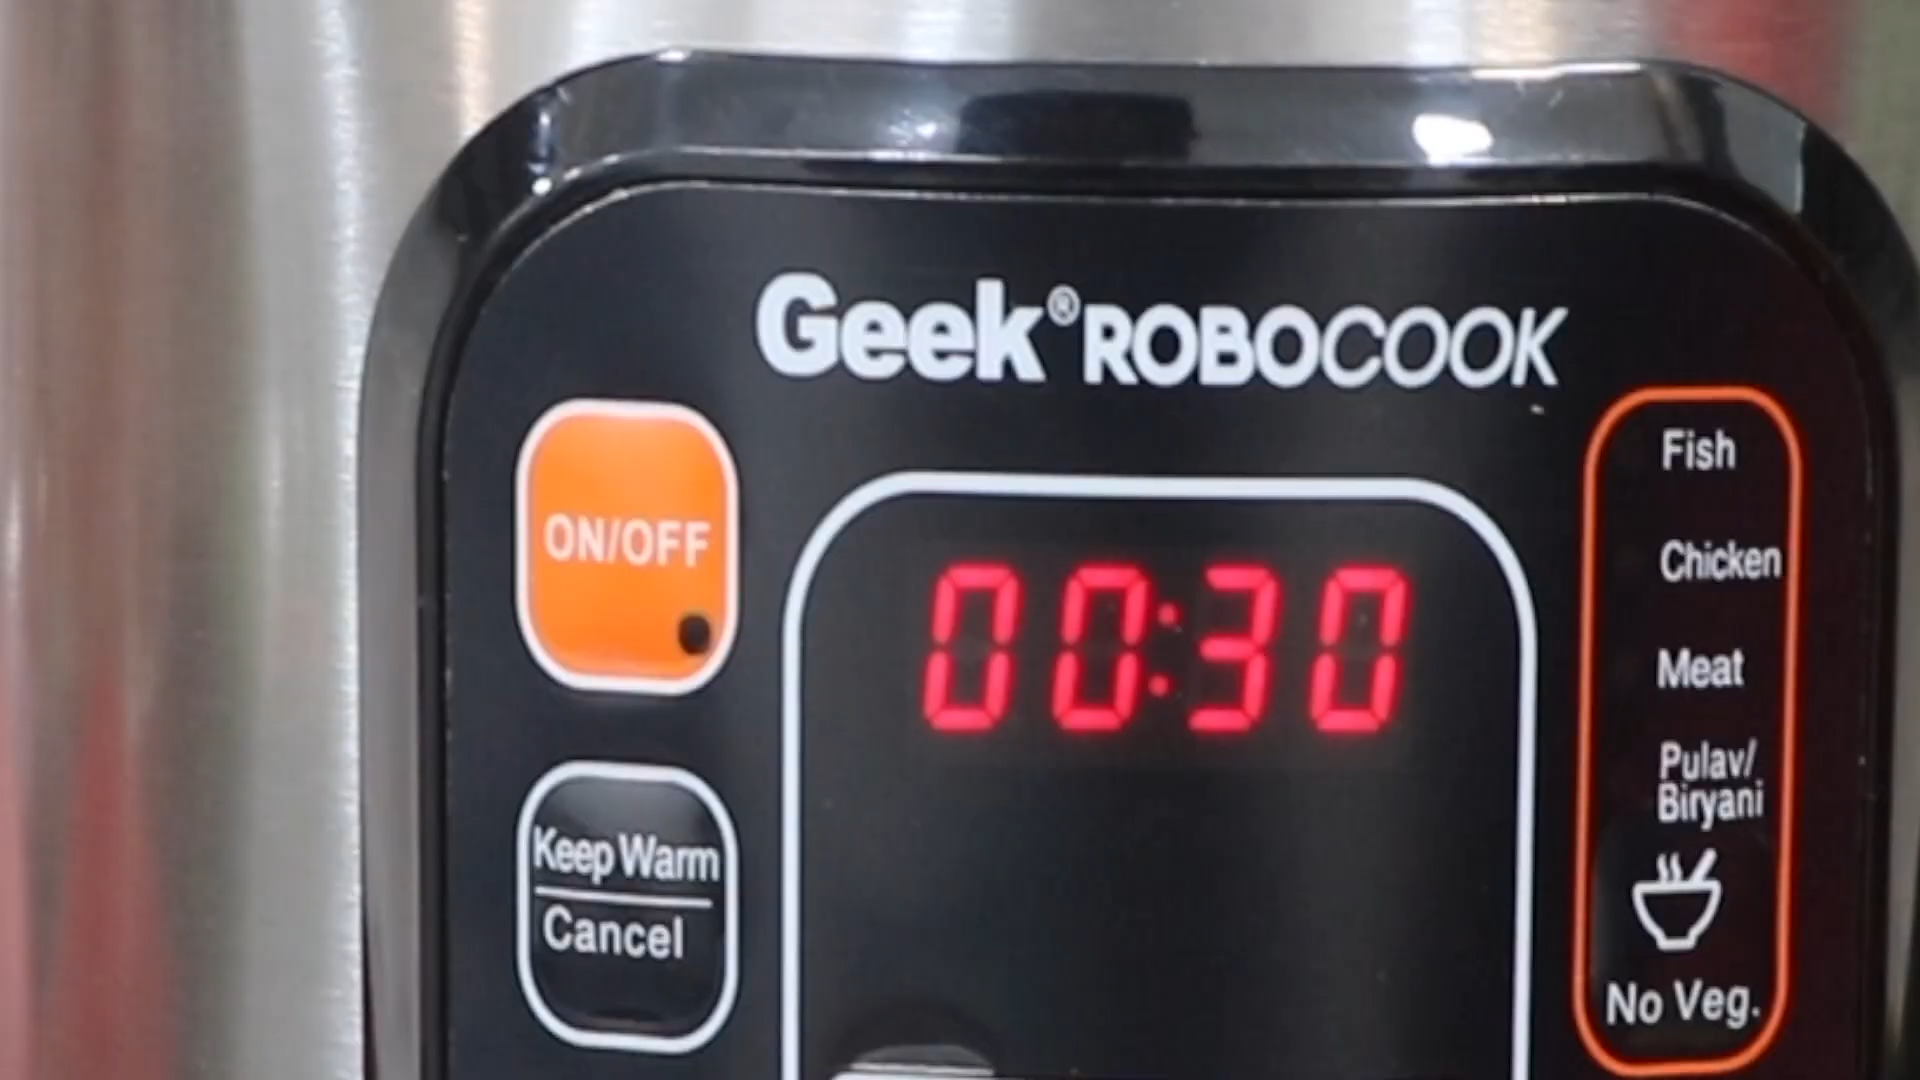 Geek® ROBOCOOK
ON/OFF
00:30
Keep Warm
Cancel
Fish
Chicken
Meat
Pulav/
Biryani
No Veg.